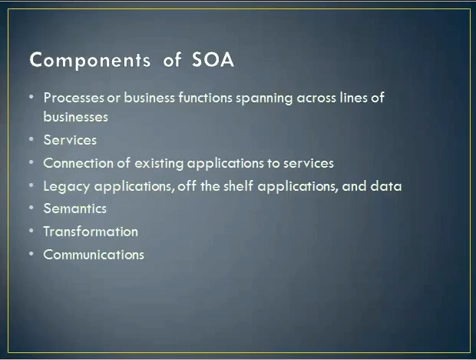 Components of SOA
• Processes or business functions spanning across lines of
businesses
• Services
• Connection of existing applications to services
• Legacy applications, off the shelf applications, and data
• Semantics
• Transformation
• Communications